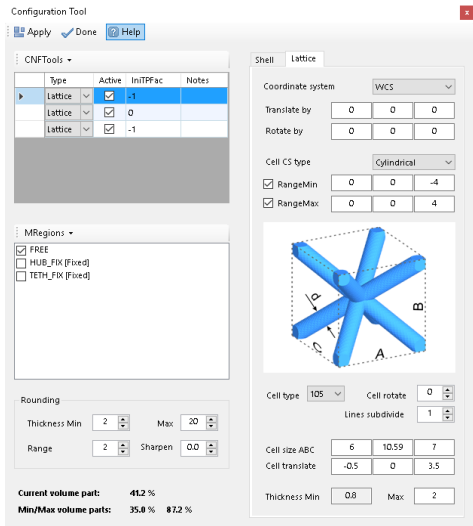 Configuration Tool
x
Apply Done Help
CNFTools
Type Active IniTPFac Notes
Lattice -1
Lattice 0
Lattice -1
MRegions
FREE
HUB_FIX [Fixed]
TETH_FIX [Fixed]
Rounding
Thickness Min 2 Max 20
Range 2 Sharpen 0.0
Current volume part: 41.2 %
Min/Max volume parts: 35.0 % 87.2 %
Shell Lattice
Coordinate system WCS
Translate by 0 0 0
Rotate by 0 0 0
Cell CS type Cylindrical
RangeMin 0 0 -4
RangeMax 0 0 4
d
B
C
A
Cell type 105 Cell rotate 0
Lines subdivide 1
Cell size ABC 6 10.59 7
Cell translate -0.5 0 3.5
Thickness Min 0.8 Max 2